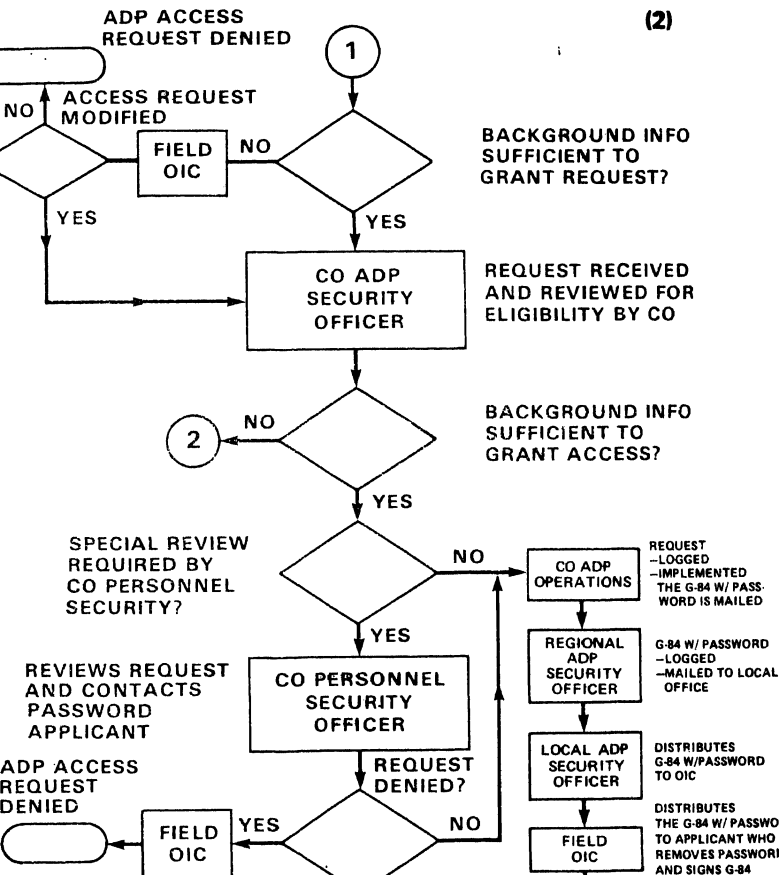 ADP ACCESS
REQUEST DENIED
1
(2)
NO
ACCESS REQUEST
MODIFIED
FIELD
OIC
NO
BACKGROUND INFO
SUFFICIENT TO
GRANT REQUEST?
YES
YES
CO ADP
SECURITY
OFFICER
REQUEST RECEIVED
AND REVIEWED FOR
ELIGIBILITY BY CO
2
NO
BACKGROUND INFO
SUFFICIENT TO
GRANT ACCESS?
YES
SPECIAL REVIEW
REQUIRED BY
CO PERSONNEL
SECURITY?
NO
CO ADP
OPERATIONS
REQUEST
–LOGGED
–IMPLEMENTED
THE G-84 W/ PASS-
WORD IS MAILED
YES
REGIONAL
ADP
SECURITY
OFFICER
G-84 W/ PASSWORD
–LOGGED
–MAILED TO LOCAL
OFFICE
REVIEWS REQUEST
AND CONTACTS
PASSWORD
APPLICANT
CO PERSONNEL
SECURITY
OFFICER
LOCAL ADP
SECURITY
OFFICER
DISTRIBUTES
G-84 W/PASSWORD
TO OIC
REQUEST
DENIED?
ADP ACCESS
REQUEST
DENIED
FIELD
OIC
YES
NO
FIELD
OIC
DISTRIBUTES
THE G-84 W/ PASSWO
TO APPLICANT WHO
REMOVES PASSWORD
AND SIGNS G-84